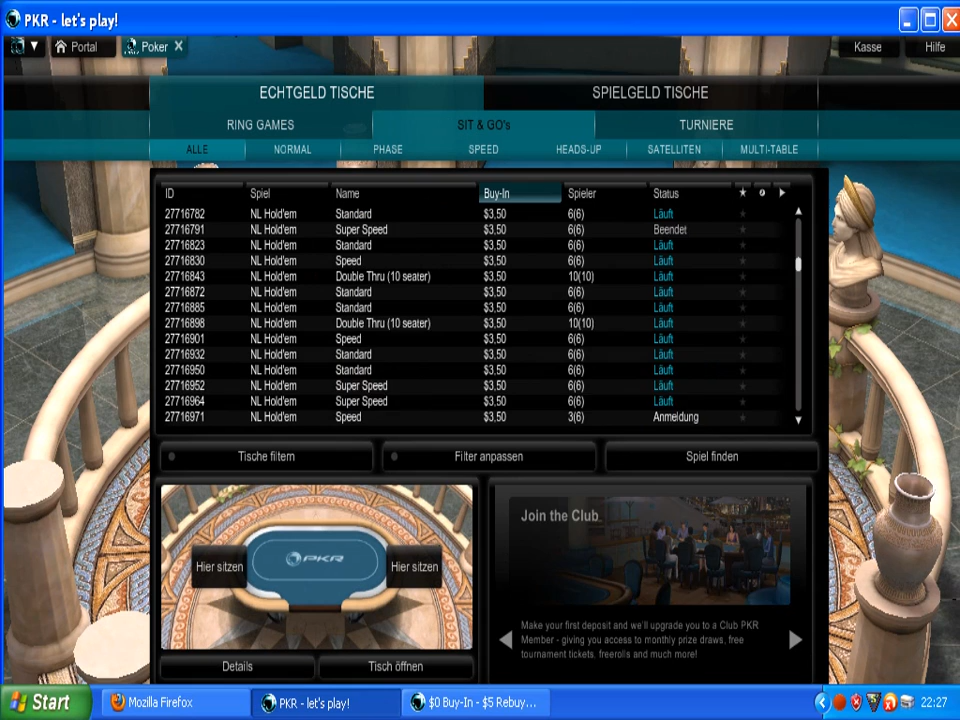 PKR - let's play!
Portal
Poker
Kasse
Hilfe
ECHTGELD TISCHE
SPIELGELD TISCHE
RING GAMES
SIT & GO's
TURNIERE
ALLE NORMAL PHASE SPEED HEADS-UP SATELLITEN MULTI-TABLE
ID Spiel Name Buy-In Spieler Status
27716782 NL Hold'em Standard $3,50 6(6) Läuft
27716791 NL Hold'em Super Speed $3,50 6(6) Beendet
27716823 NL Hold'em Standard $3,50 6(6) Läuft
27716830 NL Hold'em Speed $3,50 6(6) Läuft
27716843 NL Hold'em Double Thru (10 seater) $3,50 10(10) Läuft
27716872 NL Hold'em Standard $3,50 6(6) Läuft
27716885 NL Hold'em Standard $3,50 6(6) Läuft
27716898 NL Hold'em Double Thru (10 seater) $3,50 10(10) Läuft
27716901 NL Hold'em Speed $3,50 6(6) Läuft
27716932 NL Hold'em Standard $3,50 6(6) Läuft
27716950 NL Hold'em Standard $3,50 6(6) Läuft
27716952 NL Hold'em Super Speed $3,50 6(6) Läuft
27716964 NL Hold'em Super Speed $3,50 6(6) Läuft
27716971 NL Hold'em Speed $3,50 3(6) Anmeldung
Tische filtern
Filter anpassen
Spiel finden
Hier sitzen
PKR
Hier sitzen
Details
Tisch öffnen
Join the Club
Make your first deposit and we'll upgrade you to a Club PKR
Member - giving you access to monthly prize draws, free
tournament tickets, freerolls and much more!
Start
Mozilla Firefox
PKR - let's play!
$0 Buy-In - $5 Rebuy...
22:27